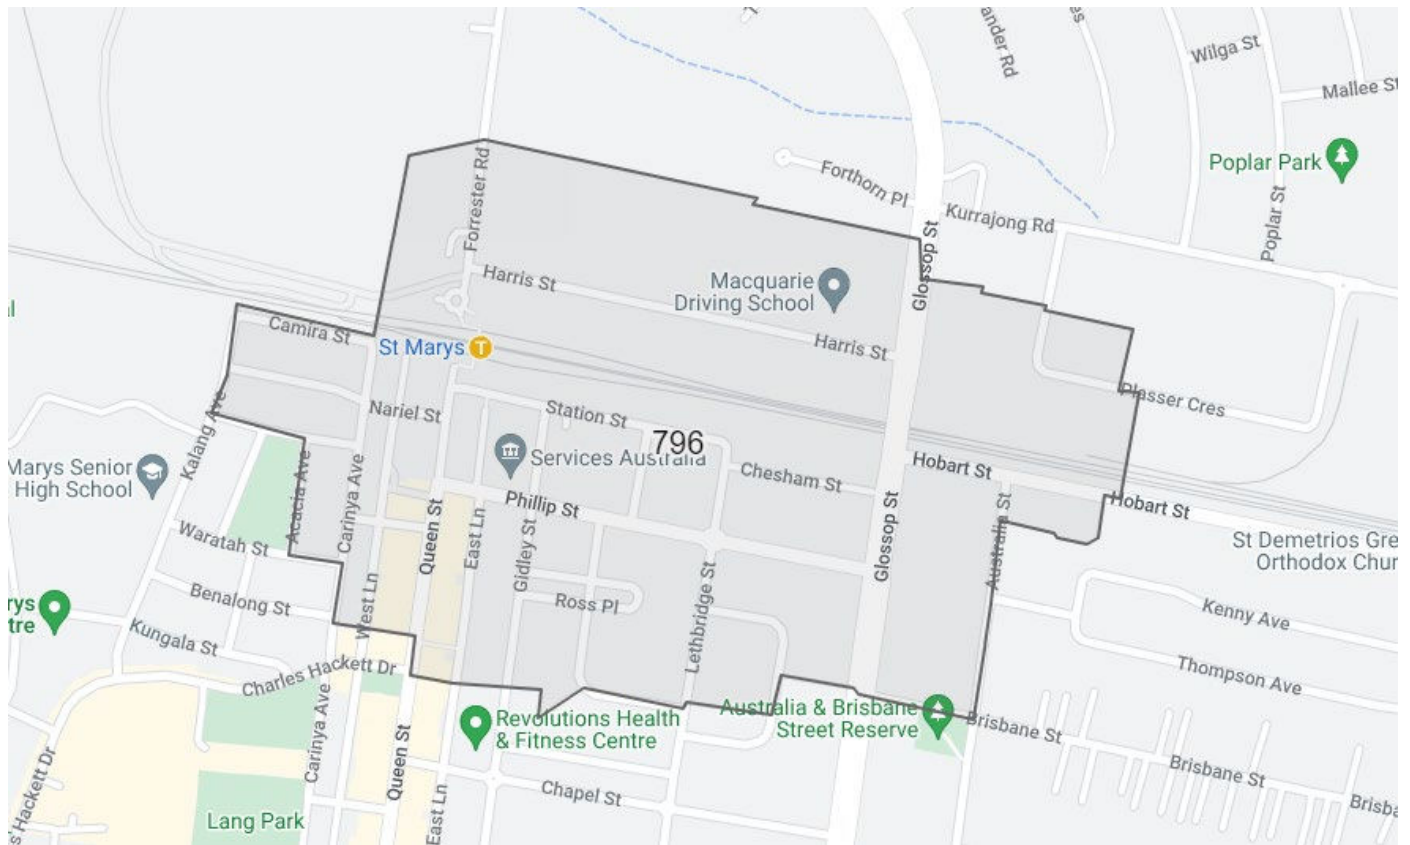 ander Rd
es
Wilga St
Mallee St
Poplar Park
Poplar St
Forthorn Pl
Kurrajong Rd
Forrester Rd
Glossop St
Harris St
Macquarie
Driving School
Harris St
Camira St
St Marys
T
Plasser Cres
Nariel St
Station St
796
Kalang Ave
Services Australia
Hobart St
Marys Senior
High School
Acacia Ave
Carinya Ave
Chesham St
Phillip St
Hobart St
Queen St
East Ln
Gidley St
Glossop St
Australia St
Waratah St
St Demetrios Gre
Orthodox Chur
Benalong St
West Ln
Ross Pl
Lethbridge St
Kenny Ave
rys
tre
Kungala St
Charles Hackett Dr
Thompson Ave
Carinya Ave
Revolutions Health
& Fitness Centre
Australia & Brisbane
Street Reserve
Brisbane St
Queen St
s Hackett Dr
Brisbane St
Chapel St
East Ln
Brisba
Lang Park
al